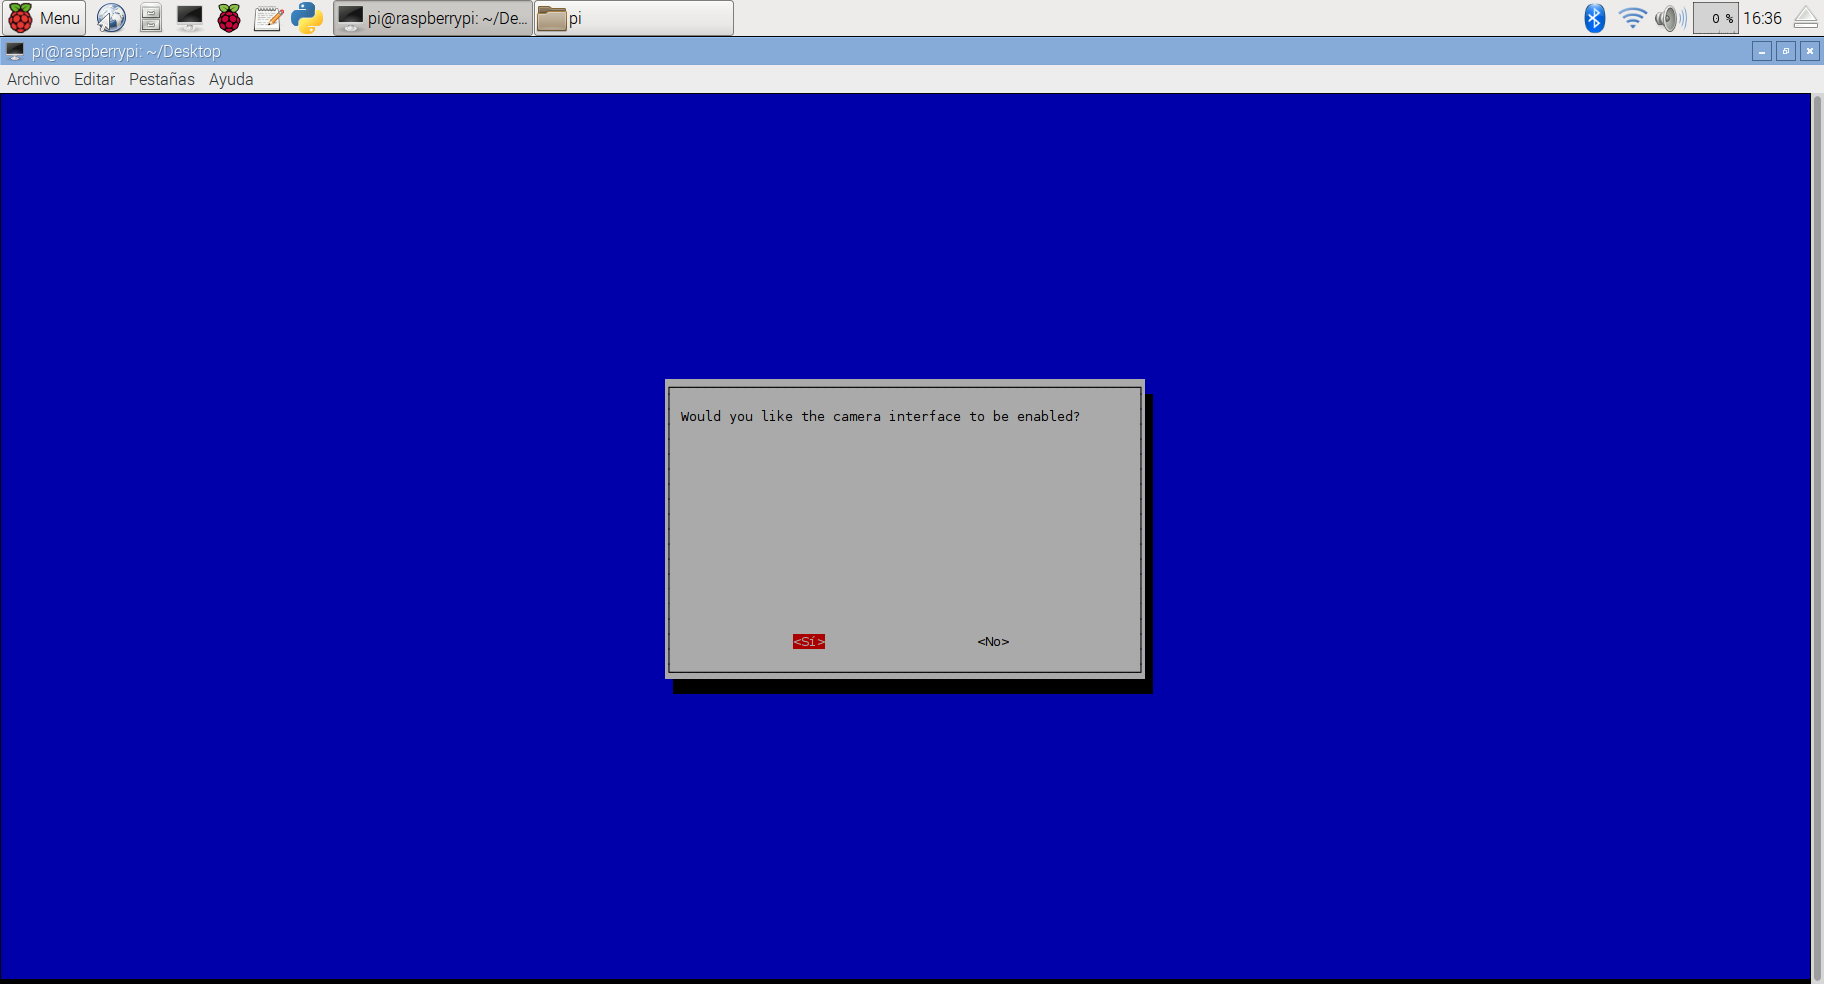 Menu
pi@raspberrypi: ~/De...
pi
0 %
16:36
pi@raspberrypi: ~/Desktop
Archivo Editar Pestañas Ayuda
Would you like the camera interface to be enabled?
<Sí> <No>